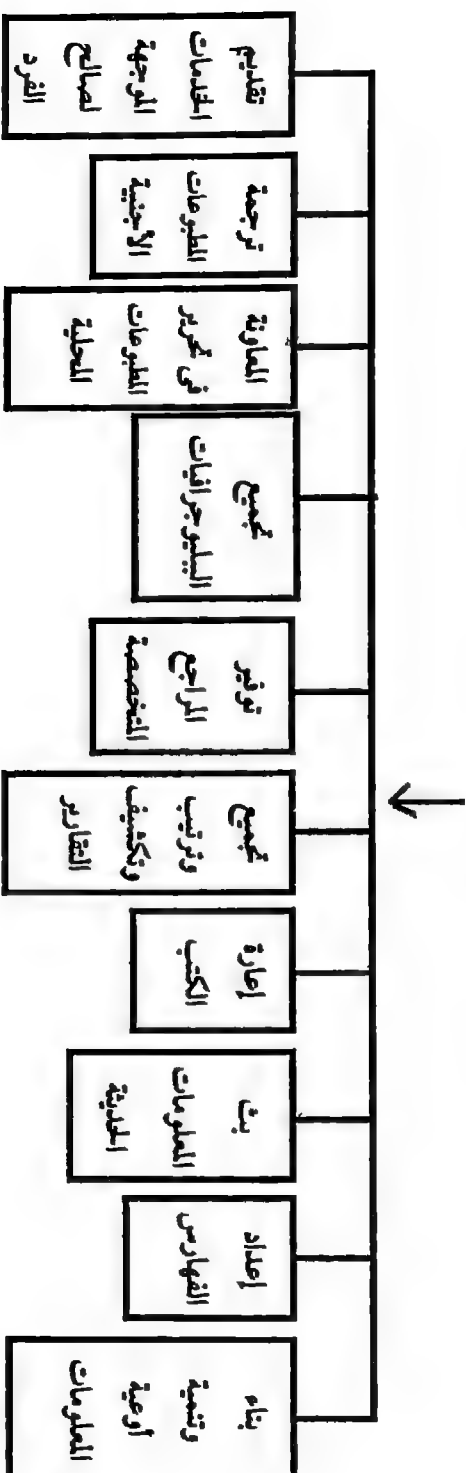 بناء
وتنمية
أوعية
المعلومات
إعداد
الفهارس
بث
المعلومات
الحديثة
إعارة
الكتب
تجميع
وترتيب
وتكشيف
التقارير
توفير
المراجع
المتخصصة
تجميع
الببليوجرافيات
المعاونة
فى تحرير
المطبوعات
المحلية
ترجمة
المطبوعات
الأجنبية
تقديم
الخدمات
الموجهة
لصالح
الفرد